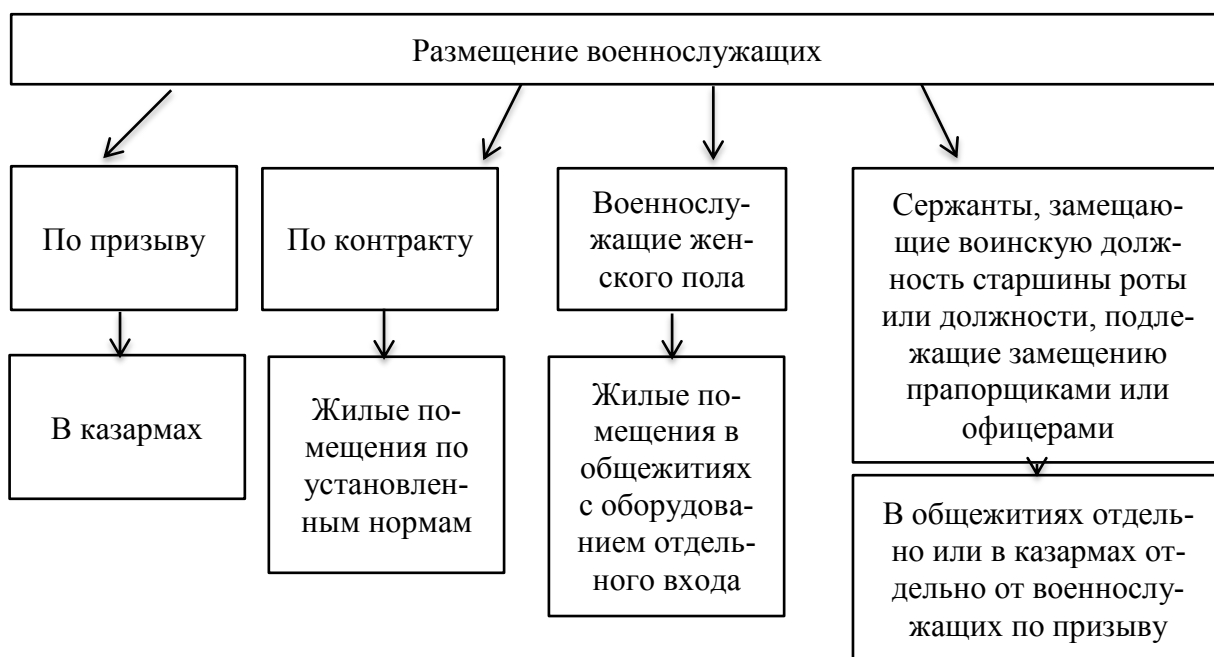 Размещение военнослужащих
По призыву
По контракту
Военнослу-
жащие жен-
ского пола
Сержанты, замещаю-
щие воинскую долж-
ность старшины роты
или должности, подле-
жащие замещению
прапорщиками или
офицерами
В казармах
Жилые по-
мещения по
установлен-
ным нормам
Жилые по-
мещения в
общежитиях
с оборудова-
нием отдель-
ного входа
В общежитиях отдель-
но или в казармах от-
дельно от военнослу-
жащих по призыву